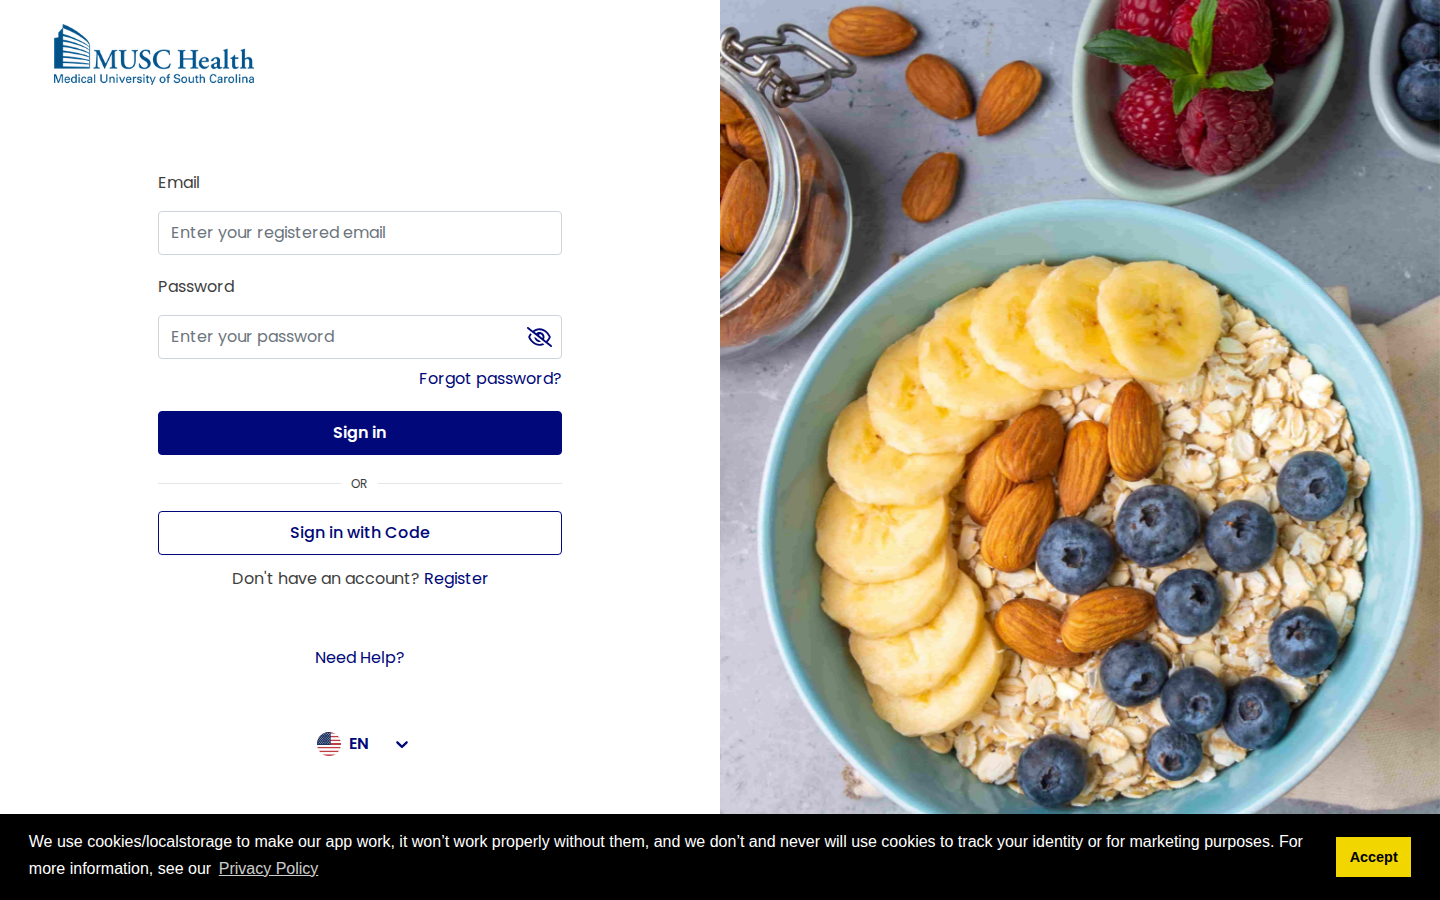 MUSC Health
Medical University of South Carolina
Email
Enter your registered email
Password
Enter your password
Forgot password?
Sign in
OR
Sign in with Code
Don't have an account? Register
Need Help?
EN
We use cookies/localstorage to make our app work, it won’t work properly without them, and we don’t and never will use cookies to track your identity or for marketing purposes. For
more information, see our Privacy Policy
Accept